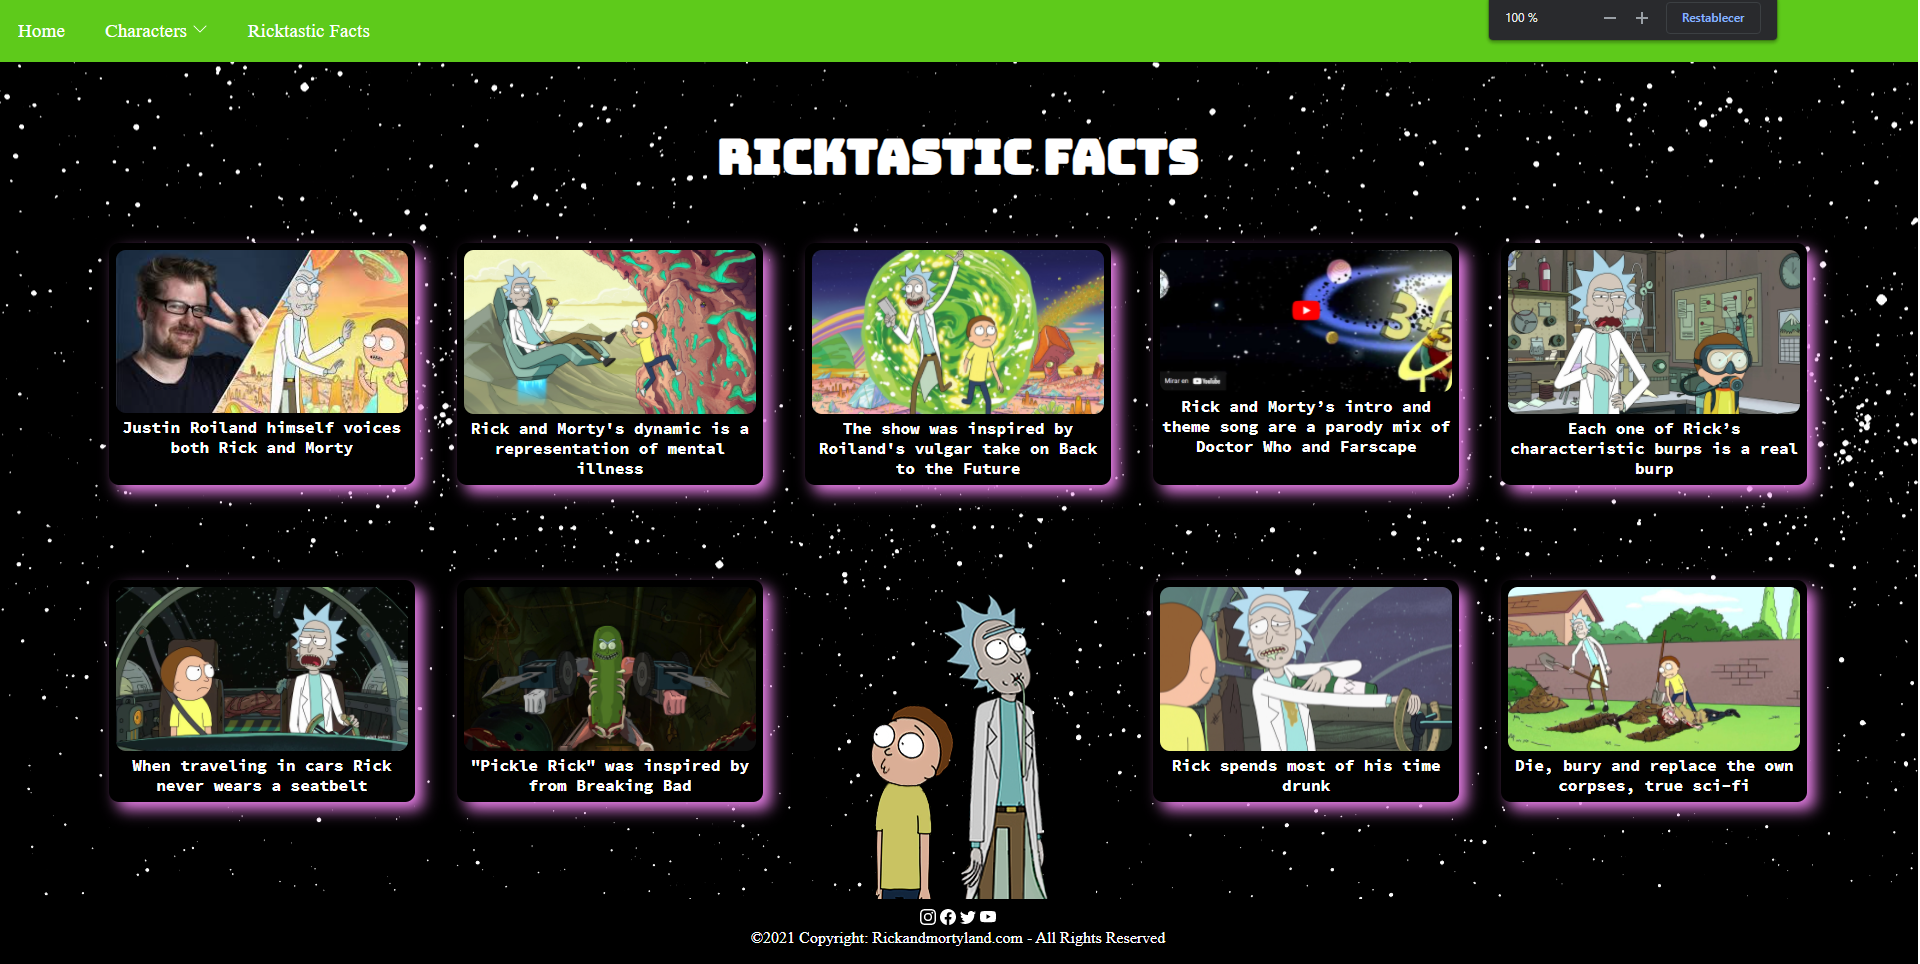 Home Characters Ricktastic Facts
100 % Restablecer
RICKTASTIC FACTS
Justin Roiland himself voices
both Rick and Morty
Rick and Morty's dynamic is a
representation of mental
illness
The show was inspired by
Roiland's vulgar take on Back
to the Future
Mirar en YouTube
Rick and Morty’s intro and
theme song are a parody mix of
Doctor Who and Farscape
Each one of Rick’s
characteristic burps is a real
burp
When traveling in cars Rick
never wears a seatbelt
"Pickle Rick" was inspired by
from Breaking Bad
Rick spends most of his time
drunk
Die, bury and replace the own
corpses, true sci-fi
©2021 Copyright: Rickandmortyland.com - All Rights Reserved